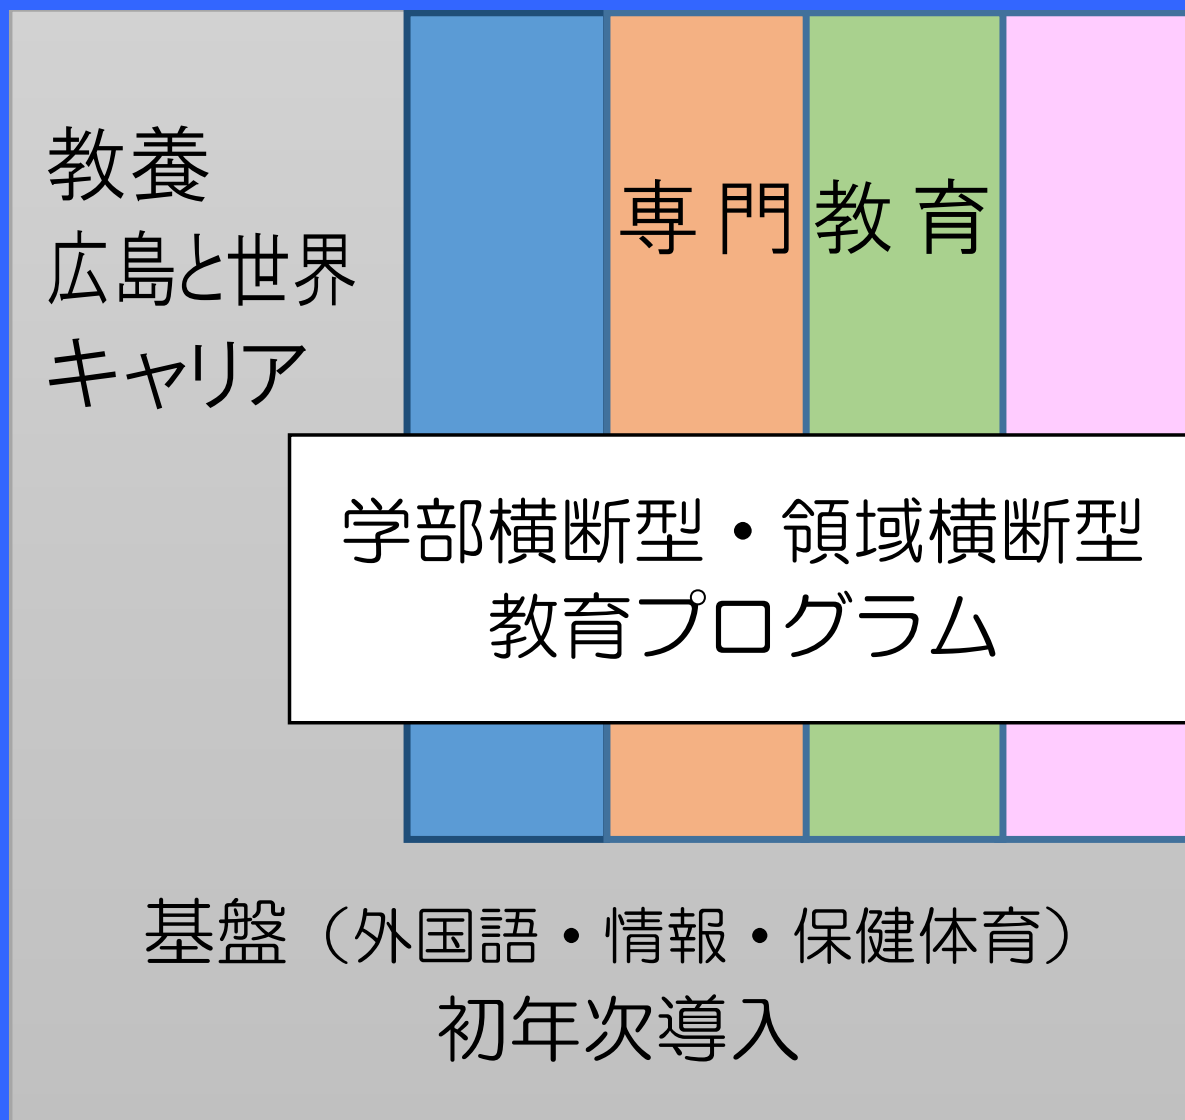 教養
広島と世界
キャリア
専門教育
学部横断型・領域横断型
教育プログラム
基盤（外国語・情報・保健体育）
初年次導入